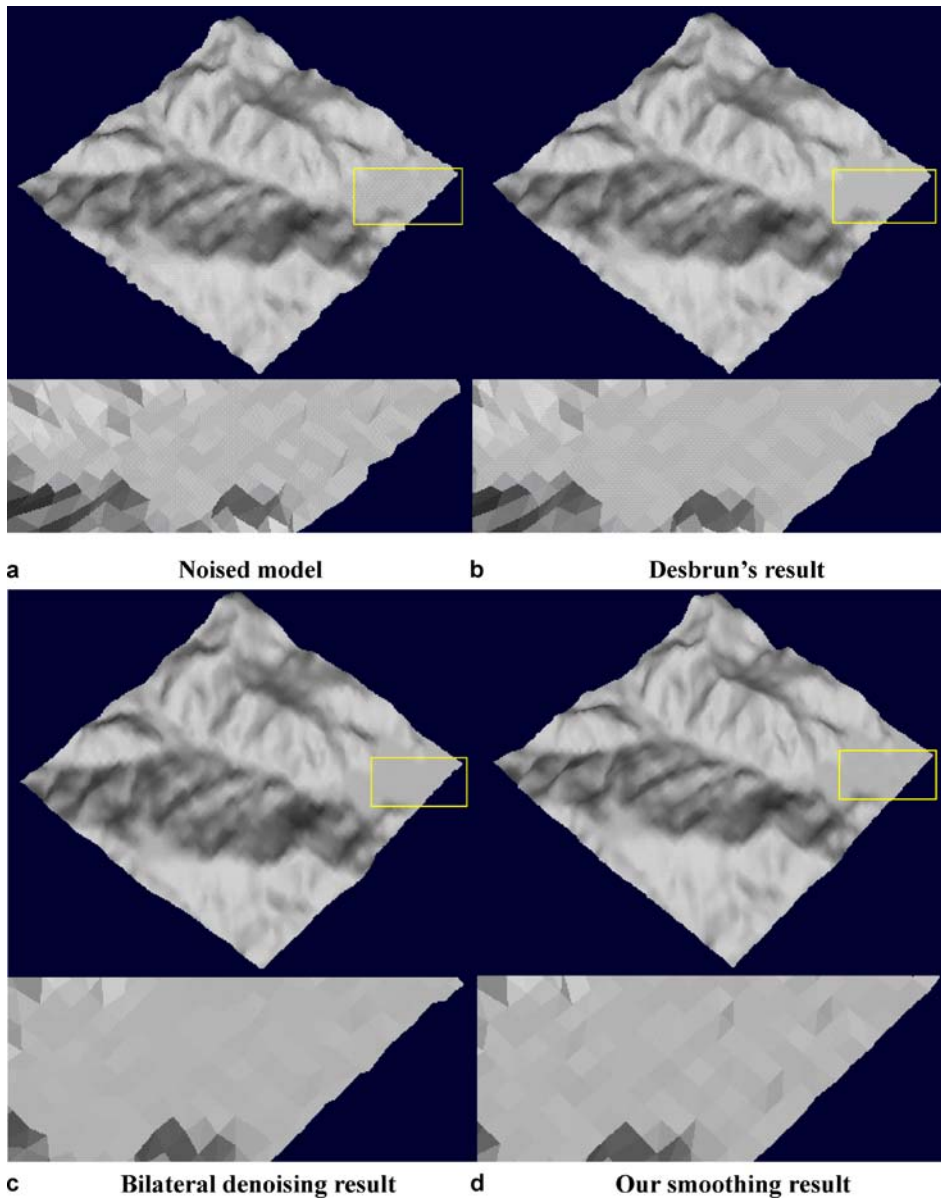 a Noised model
b Desbrun's result
c Bilateral denoising result
d Our smoothing result